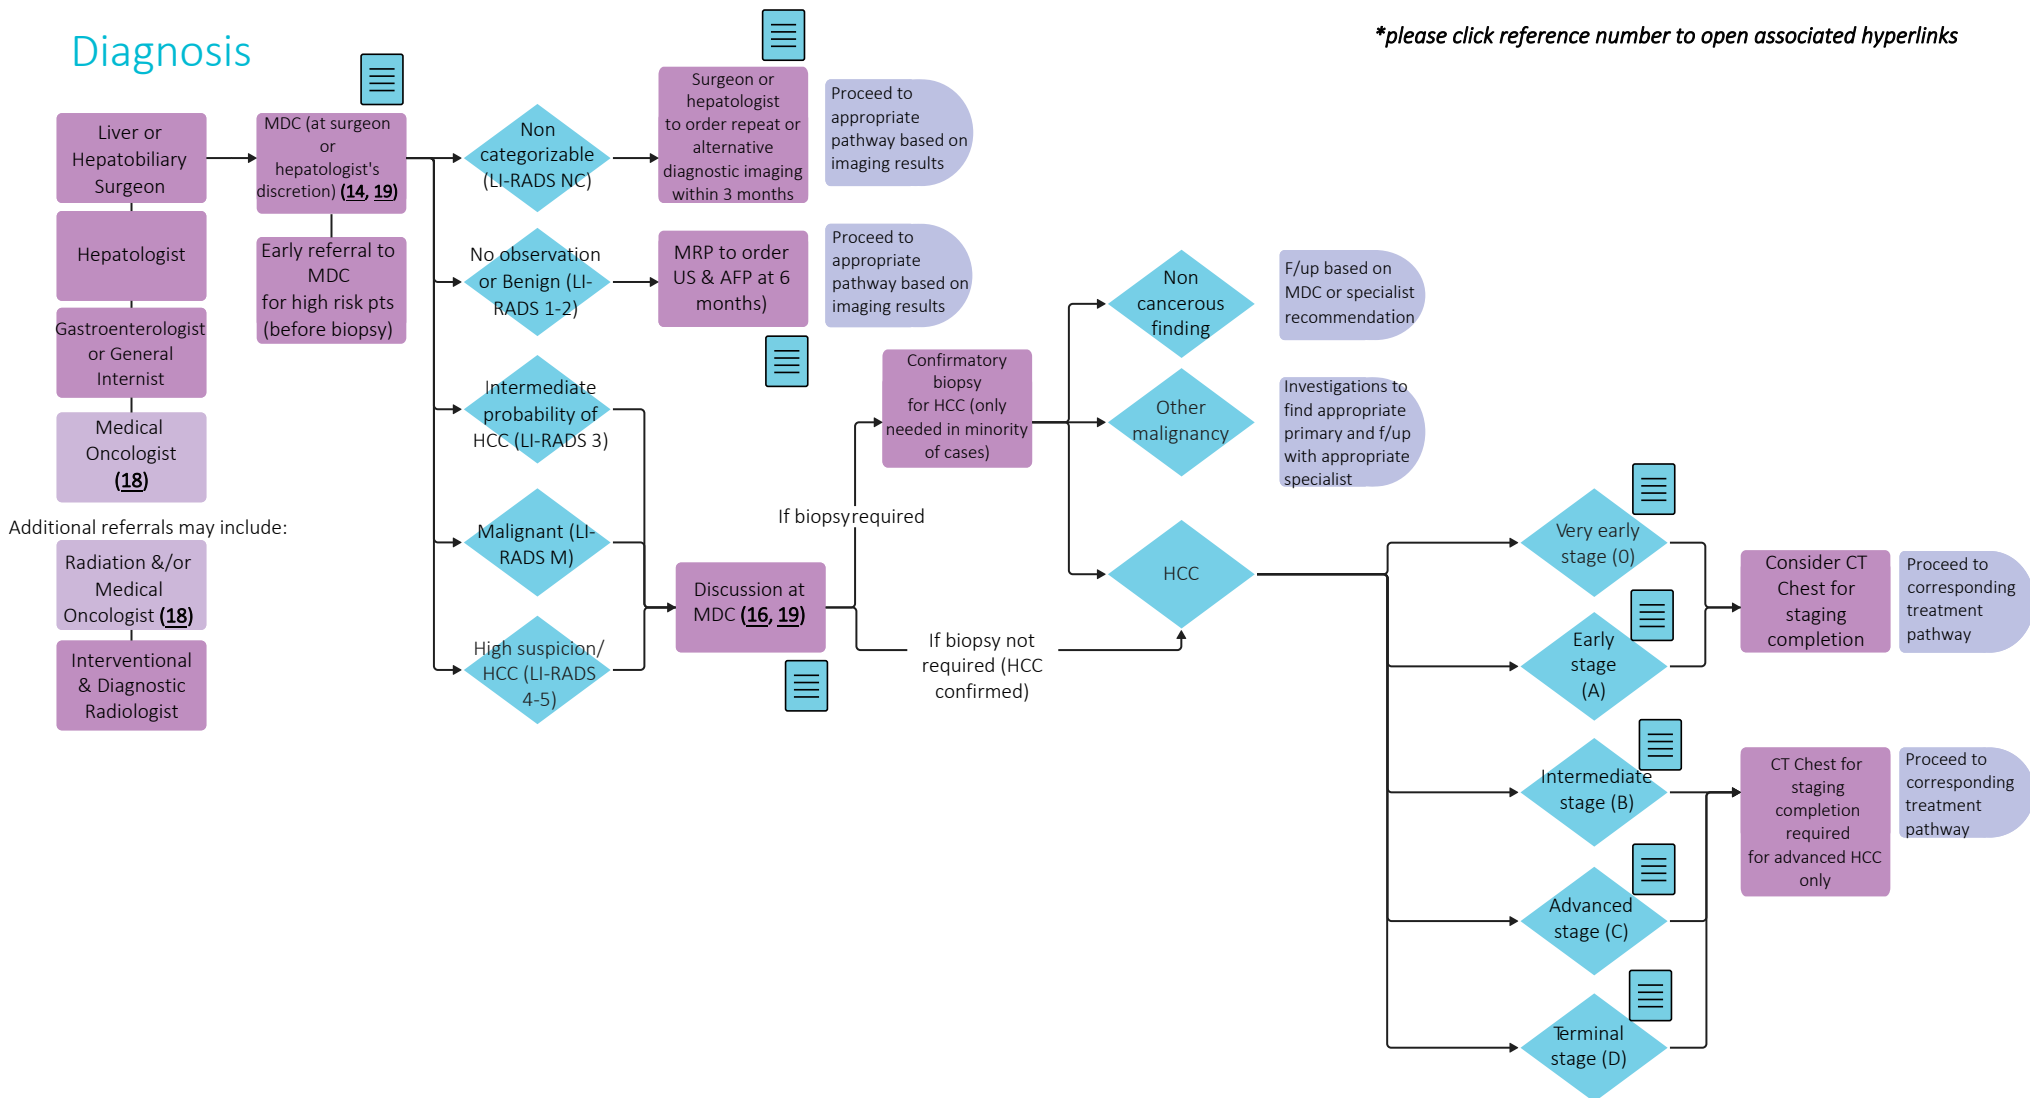 Diagnosis
*please click reference number to open associated hyperlinks
Liver or
Hepatobiliary
Surgeon
Hepatologist
Gastroenterologist
or General
Internist
Medical
Oncologist
(18)
Additional referrals may include:
Radiation &/or
Medical
Oncologist (18)
Interventional
& Diagnostic
Radiologist
MDC (at surgeon
or
hepatologist's
discretion) (14, 19)
Early referral to
MDC
for high risk pts
(before biopsy)
Non
categorizable
(LI-RADS NC)
No observation
or Benign (LI-
RADS 1-2)
Intermediate
probability of
HCC (LI-RADS 3)
Malignant (LI-
RADS M)
High suspicion/
HCC (LI-RADS
4-5)
Surgeon or
hepatologist
to order repeat or
alternative
diagnostic imaging
within 3 months
Proceed to
appropriate
pathway based on
imaging results
MRP to order
US & AFP at 6
months)
Proceed to
appropriate
pathway based on
imaging results
Discussion at
MDC (16, 19)
If biopsy required
If biopsy not
required (HCC
confirmed)
Confirmatory
biopsy
for HCC (only
needed in minority
of cases)
Non
cancerous
finding
F/up based on
MDC or specialist
recommendation
Other
malignancy
Investigations to
find appropriate
primary and f/up
with appropriate
specialist
HCC
Very early
stage (0)
Early
stage
(A)
Intermediate
stage (B)
Advanced
stage (C)
Terminal
stage (D)
Consider CT
Chest for
staging
completion
Proceed to
corresponding
treatment
pathway
CT Chest for
staging
completion
required
for advanced HCC
only
Proceed to
corresponding
treatment
pathway